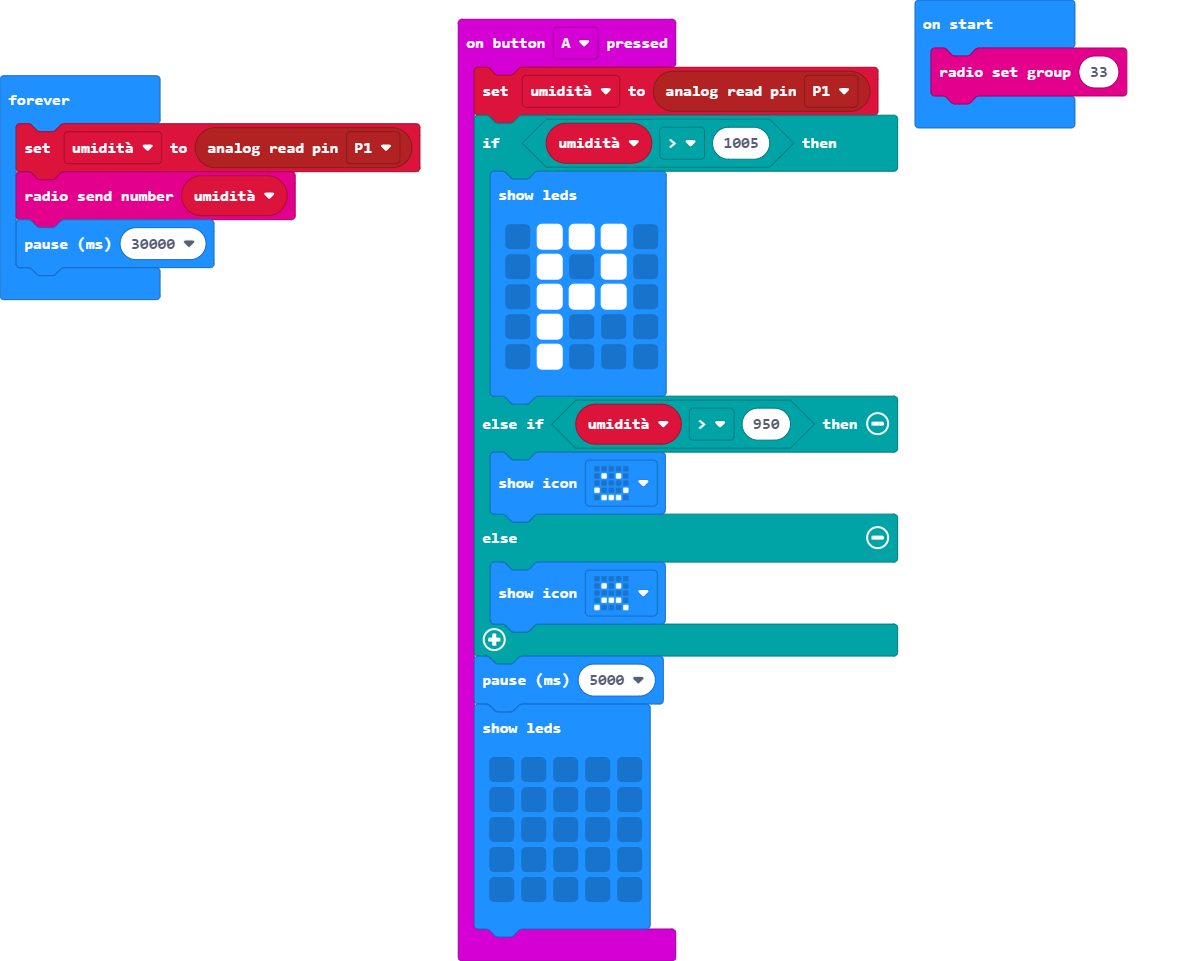 forever
set umidità to analog read pin P1
radio send number umidità
pause (ms) 30000
on button A pressed
set umidità to analog read pin P1
if umidità > 1005 then
show leds
else if umidità > 950 then
show icon
else
show icon
pause (ms) 5000
show leds
on start
radio set group 33